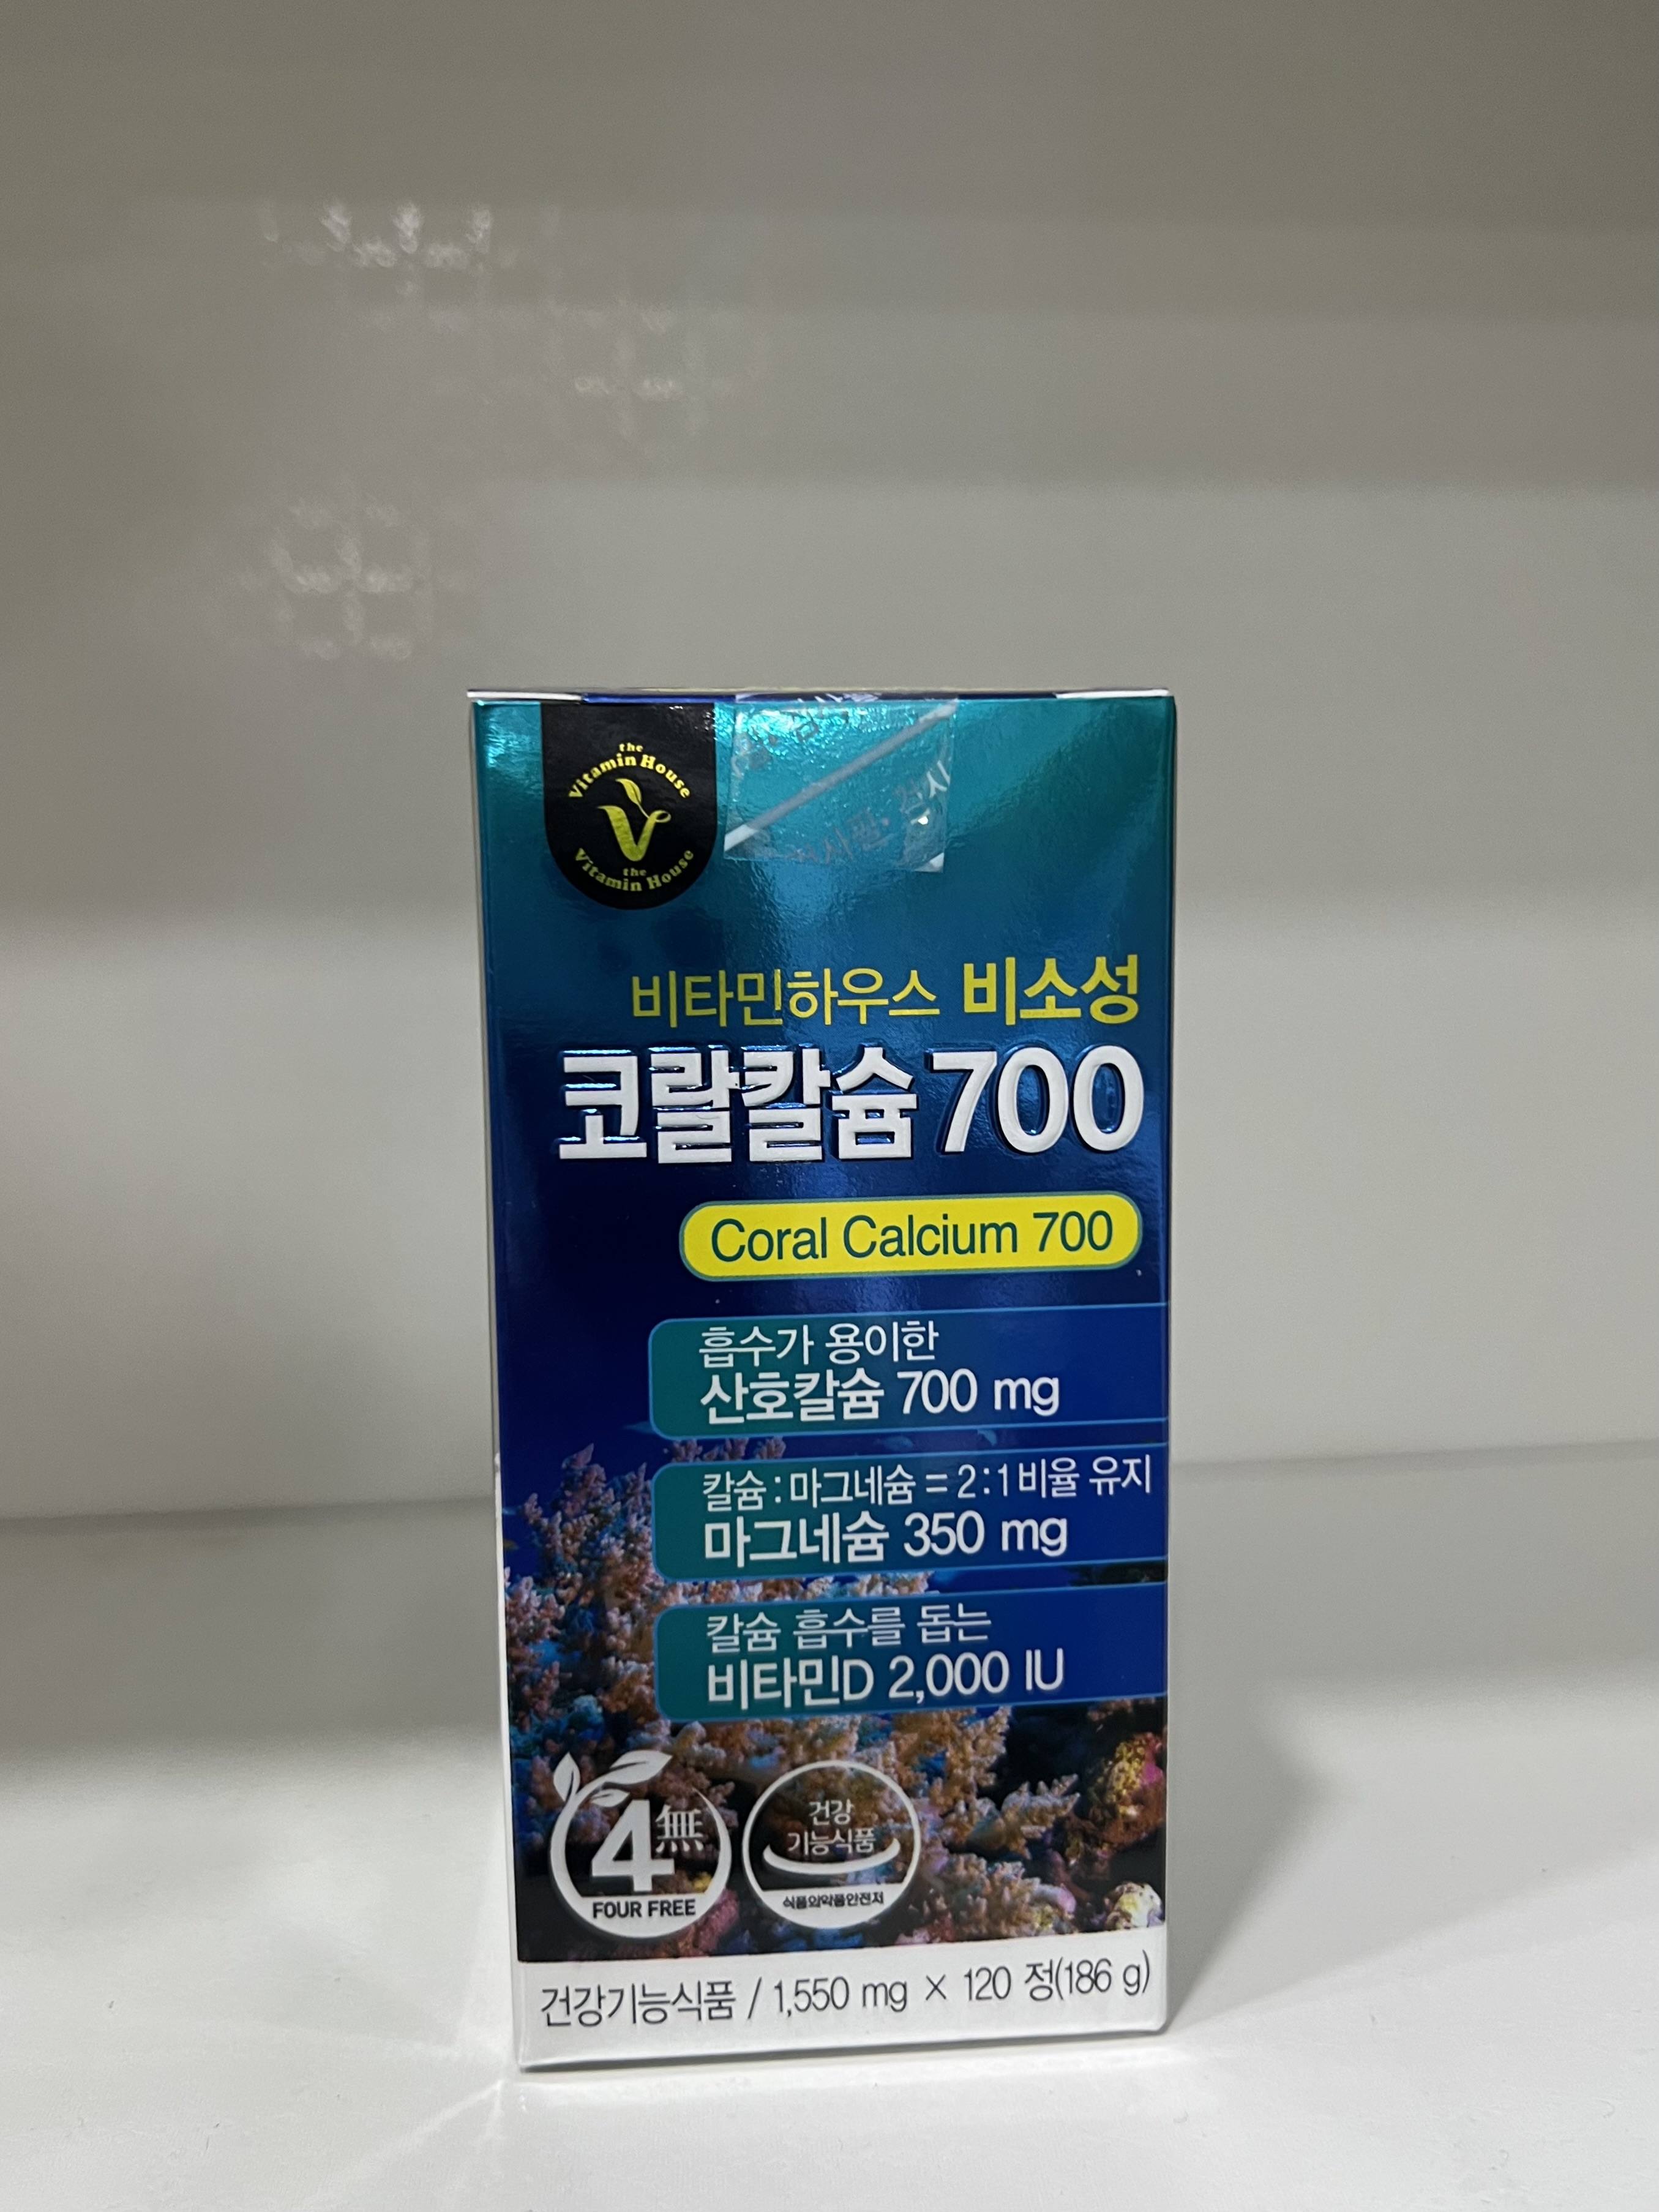 the
Vitamin House
the
Vitamin House
비타민하우스 비소성
코랄칼슘700
Coral Calcium 700
흡수가 용이한
산호칼슘 700 mg
칼슘 : 마그네슘 = 2 : 1 비율 유지
마그네슘 350 mg
칼슘 흡수를 돕는
비타민D 2,000 IU
4無
FOUR FREE
건강
기능식품
식품의약품안전처
건강기능식품 / 1,550 mg × 120 정(186 g)